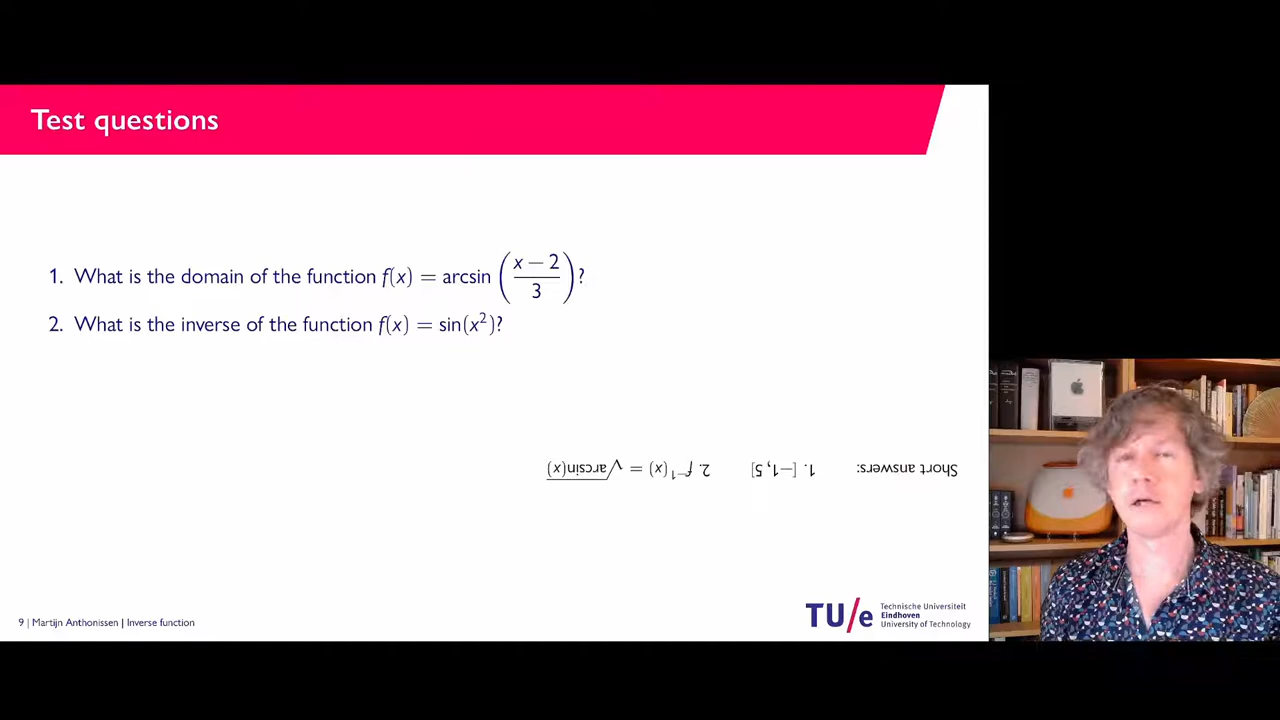 Test questions
1. What is the domain of the function f(x) = arcsin((x − 2)/3)?
2. What is the inverse of the function f(x) = sin(x²)?
Short answers: 1. [−1, 5] 2. f⁻¹(x) = √arcsin(x)
9 | Martijn Anthonissen | Inverse function
TU/e Technische Universiteit
Eindhoven
University of Technology